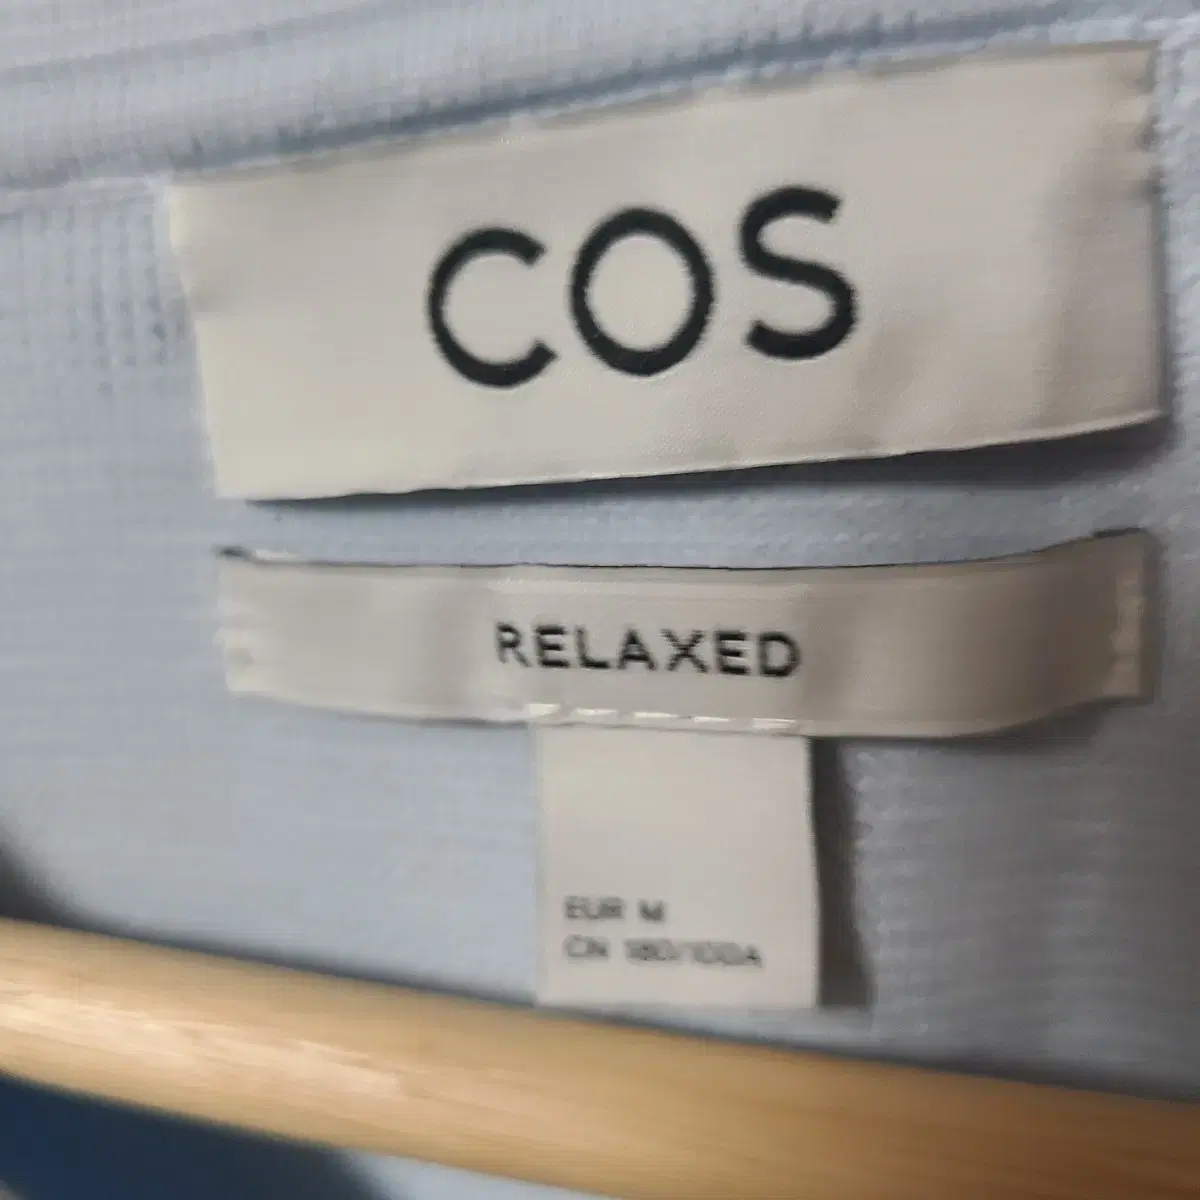 COS
RELAXED
EUR M
CN 180/100A